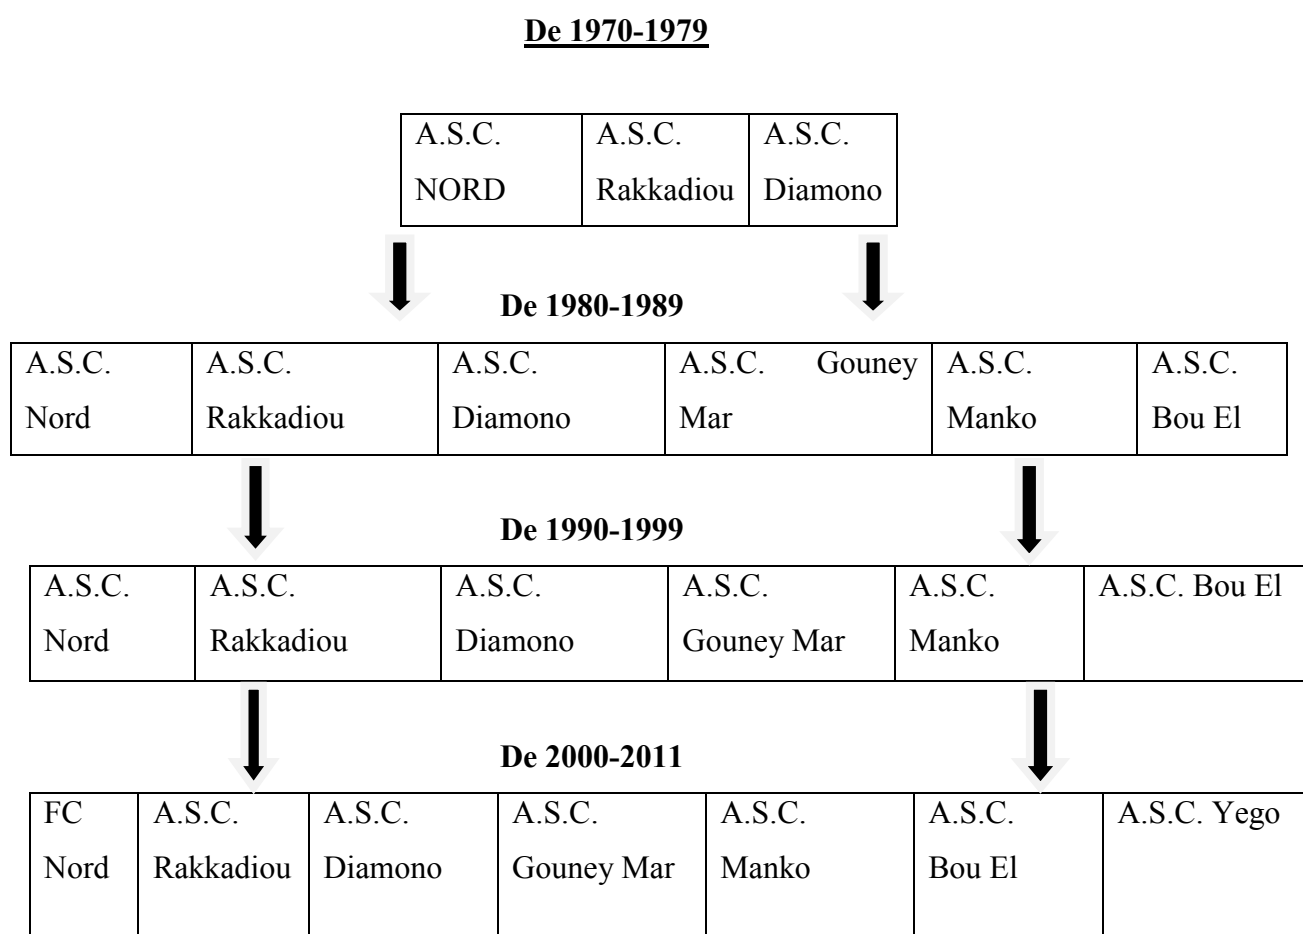 De 1970-1979
A.S.C. NORD
A.S.C. Rakkadiou
A.S.C. Diamono
De 1980-1989
A.S.C. Nord
A.S.C. Rakkadiou
A.S.C. Diamono
A.S.C. Gouney Mar
A.S.C. Manko
A.S.C. Bou El
De 1990-1999
A.S.C. Nord
A.S.C. Rakkadiou
A.S.C. Diamono
A.S.C. Gouney Mar
A.S.C. Manko
A.S.C. Bou El
De 2000-2011
FC Nord
A.S.C. Rakkadiou
A.S.C. Diamono
A.S.C. Gouney Mar
A.S.C. Manko
A.S.C. Bou El
A.S.C. Yego